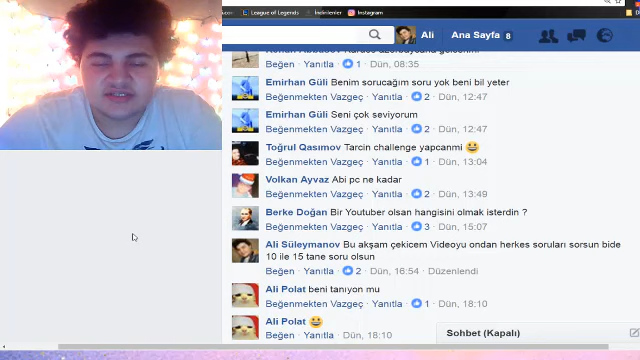 League of Legends İndirilenler Instagram
Ali Ana Sayfa 8
Beğen · Yanıtla · 1 · Dün, 08:35
Emirhan Güli Benim sorucağım soru yok beni bil yeter
Beğenmekten Vazgeç · Yanıtla · 2 · Dün, 12:47
Emirhan Güli Seni çok seviyorum
Beğenmekten Vazgeç · Yanıtla · 2 · Dün, 12:47
Toğrul Qasımov Tarcin challenge yapcanmi 😀
Beğenmekten Vazgeç · Yanıtla · 1 · Dün, 13:04
Volkan Ayvaz Abi pc ne kadar
Beğenmekten Vazgeç · Yanıtla · 2 · Dün, 13:49
Berke Doğan Bir Youtuber olsan hangisini olmak isterdin ?
Beğenmekten Vazgeç · Yanıtla · 3 · Dün, 15:07
Ali Süleymanov Bu akşam çekicem Videoyu ondan herkes soruları sorsun bide
10 ile 15 tane soru olsun
Beğen · Yanıtla · 2 · Dün, 16:54 · Düzenlendi
Ali Polat beni tanıyon mu
Beğenmekten Vazgeç · Yanıtla · 1 · Dün, 18:10
Ali Polat 😀
Beğenmekten Vazgeç · Yanıtla · Dün, 18:10
Sohbet (Kapalı)